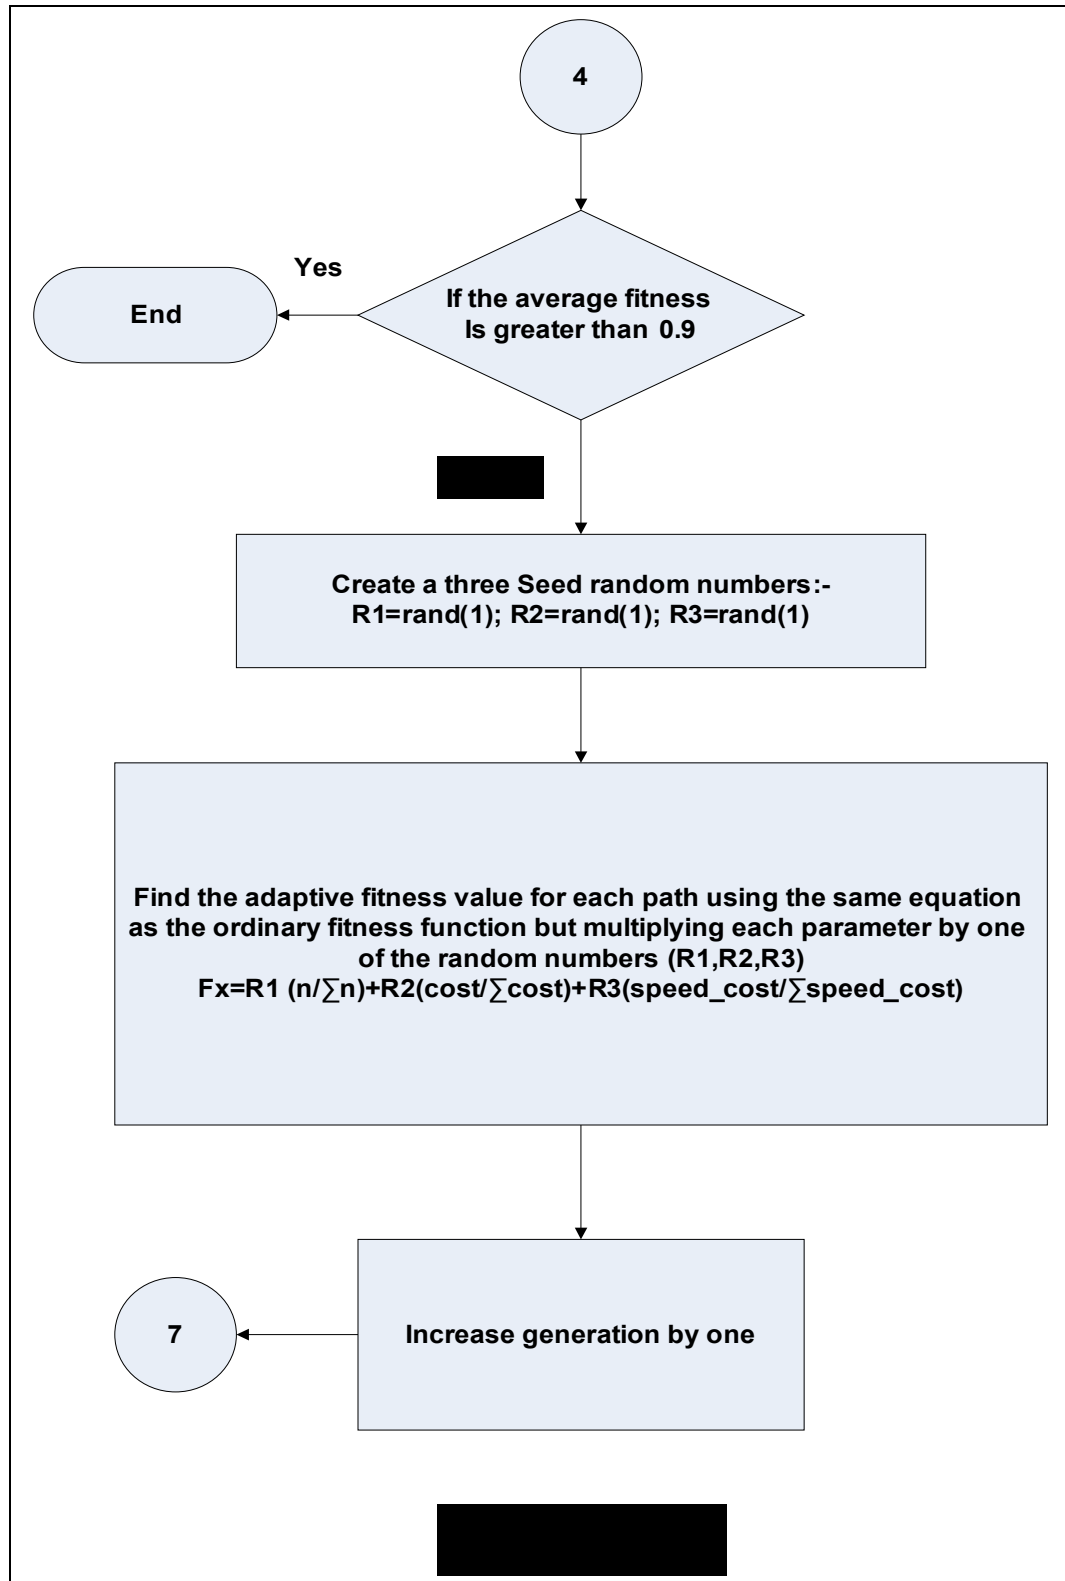 4
Yes
End
If the average fitness
Is greater than 0.9
Create a three Seed random numbers:-
R1=rand(1); R2=rand(1); R3=rand(1)
Find the adaptive fitness value for each path using the same equation
as the ordinary fitness function but multiplying each parameter by one
of the random numbers (R1,R2,R3)
Fx=R1 (n/∑n)+R2(cost/∑cost)+R3(speed_cost/∑speed_cost)
7
Increase generation by one